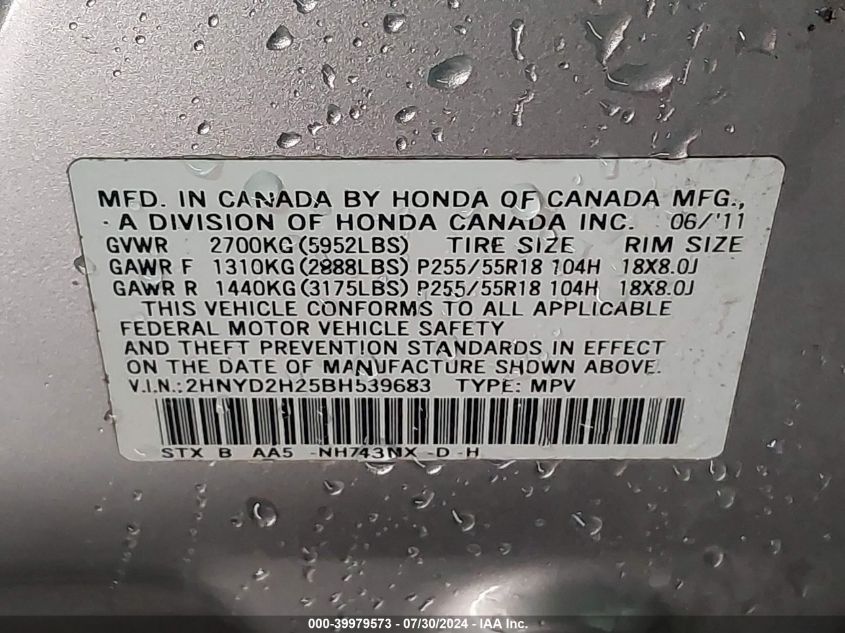 MFD. IN CANADA BY HONDA OF CANADA MFG.,
A DIVISION OF HONDA CANADA INC. 06/'11
GVWR 2700KG(5952LBS) TIRE SIZE RIM SIZE
GAWR F 1310KG(2888LBS) P255/55R18 104H 18X8.0J
GAWR R 1440KG(3175LBS) P255/55R18 104H 18X8.0J
THIS VEHICLE CONFORMS TO ALL APPLICABLE
FEDERAL MOTOR VEHICLE SAFETY
AND THEFT PREVENTION STANDARDS IN EFFECT
ON THE DATE OF MANUFACTURE SHOWN ABOVE.
V.I.N.:2HNYD2H25BH539683 TYPE: MPV
STX B AA5 -NH743NX -D -H
000-39979573 - 07/30/2024 - IAA Inc.